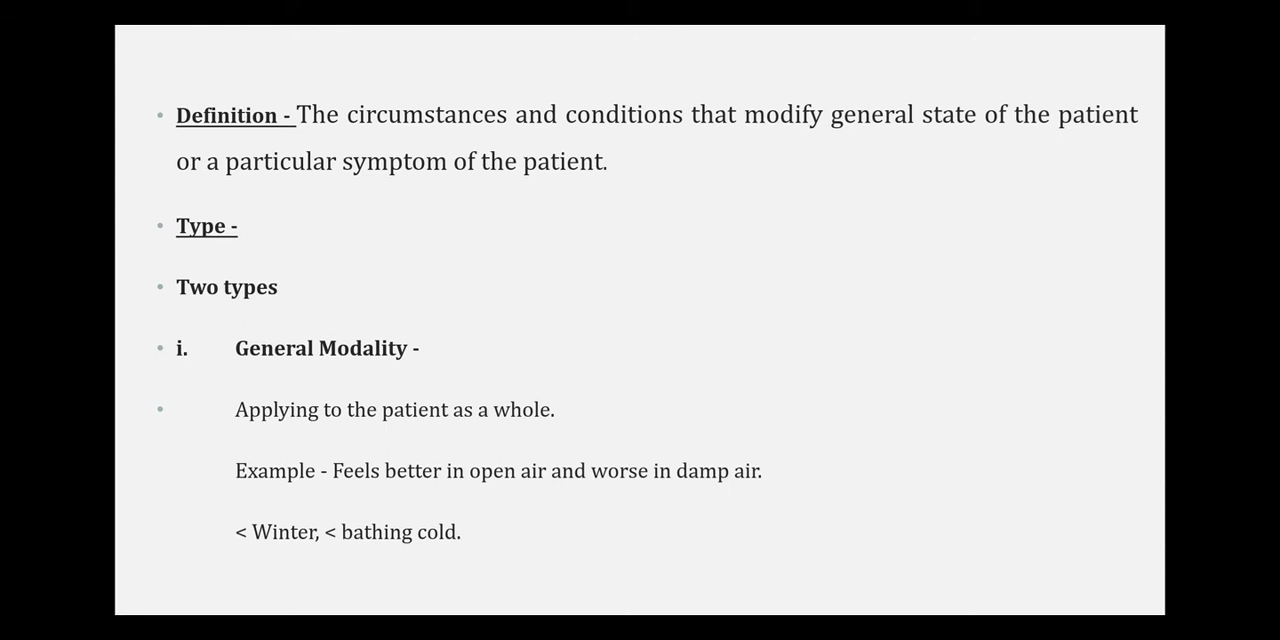 • Definition - The circumstances and conditions that modify general state of the patient
or a particular symptom of the patient.
• Type -
• Two types
• i. General Modality -
• Applying to the patient as a whole.
Example - Feels better in open air and worse in damp air.
< Winter, < bathing cold.